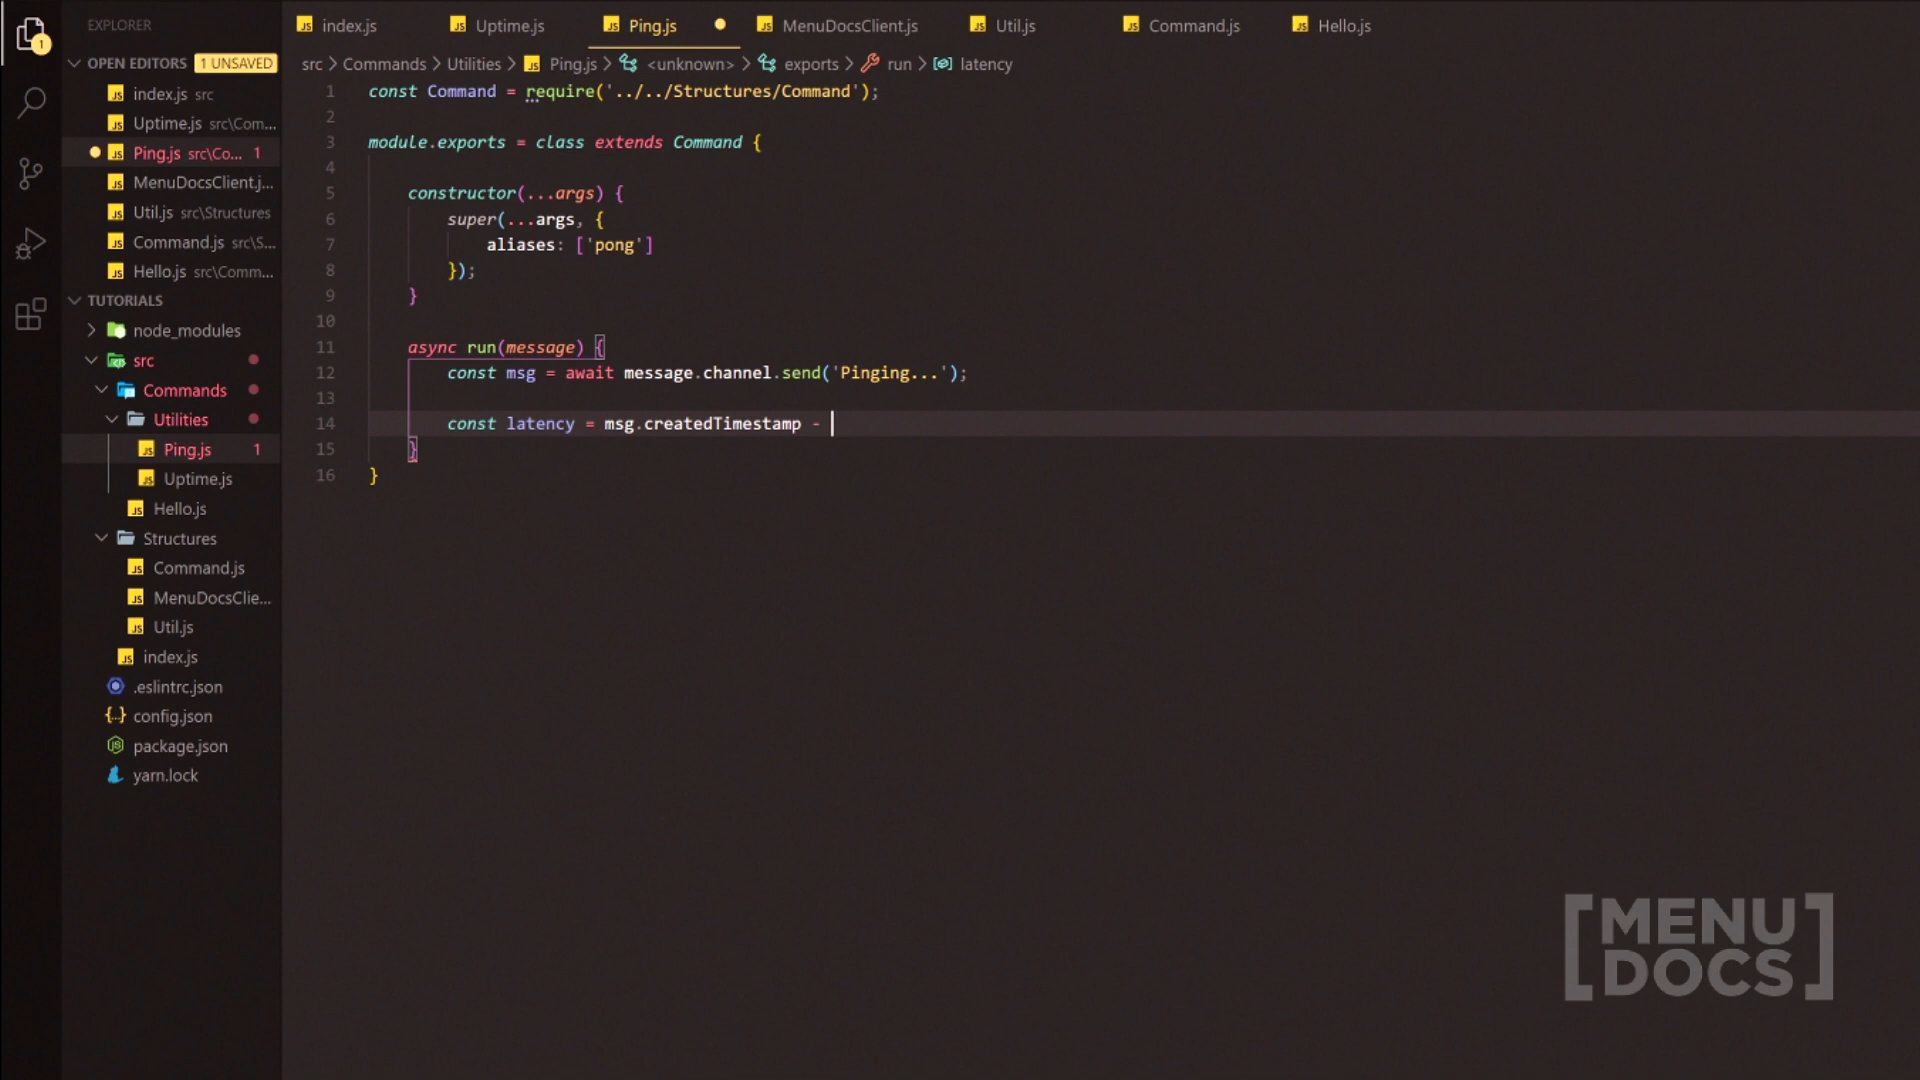 EXPLORER
index.js
Uptime.js
Ping.js
MenuDocsClient.js
Util.js
Command.js
Hello.js
1
OPEN EDITORS 1 UNSAVED
src > Commands > Utilities > Ping.js > <unknown> > exports > run > latency
index.js src
Uptime.js src\Com...
Ping.js src\Co... 1
MenuDocsClient.j...
Util.js src\Structures
Command.js src\S...
Hello.js src\Comm...
TUTORIALS
node_modules
src
Commands
Utilities
Ping.js 1
Uptime.js
Hello.js
Structures
Command.js
MenuDocsClie...
Util.js
index.js
.eslintrc.json
config.json
package.json
yarn.lock
1 const Command = require('../../Structures/Command');
2
3 module.exports = class extends Command {
4
5 constructor(...args) {
6 super(...args, {
7 aliases: ['pong']
8 });
9 }
10
11 async run(message) {
12 const msg = await message.channel.send('Pinging...');
13
14 const latency = msg.createdTimestamp -
15 }
16 }
[MENU
DOCS]